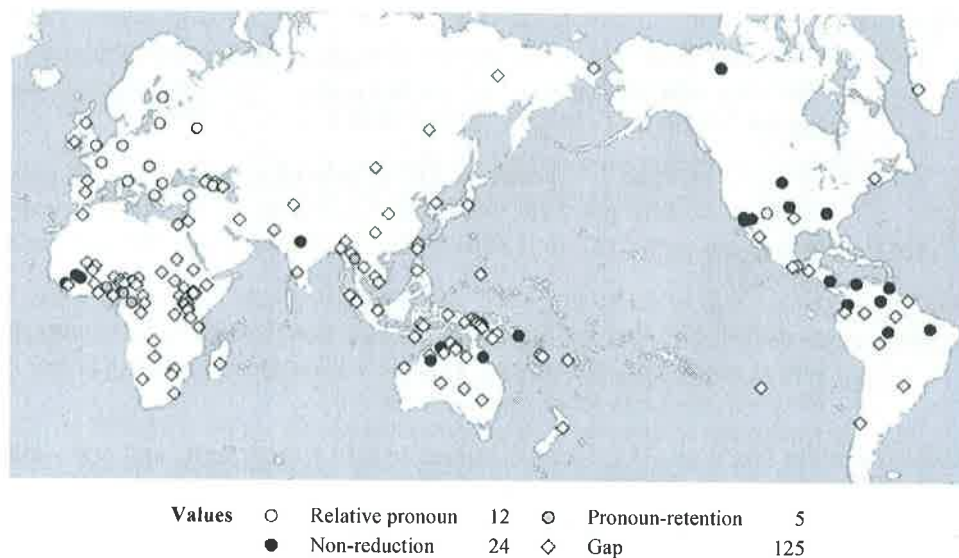 Values ○ Relative pronoun 12 ◎ Pronoun-retention 5
● Non-reduction 24 ◇ Gap 125